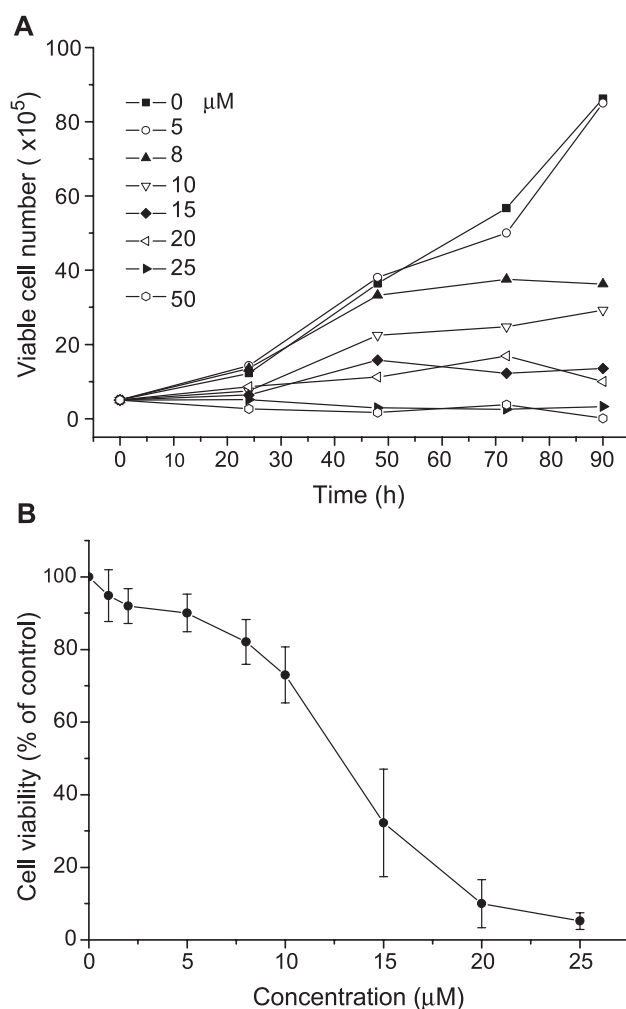 A
100
80
60
40
20
0
Viable cell number ( x10⁵)
0 μM
5
8
10
15
20
25
50
0 10 20 30 40 50 60 70 80 90
Time (h)
B
100
80
60
40
20
0
Cell viability (% of control)
0 5 10 15 20 25
Concentration (μM)